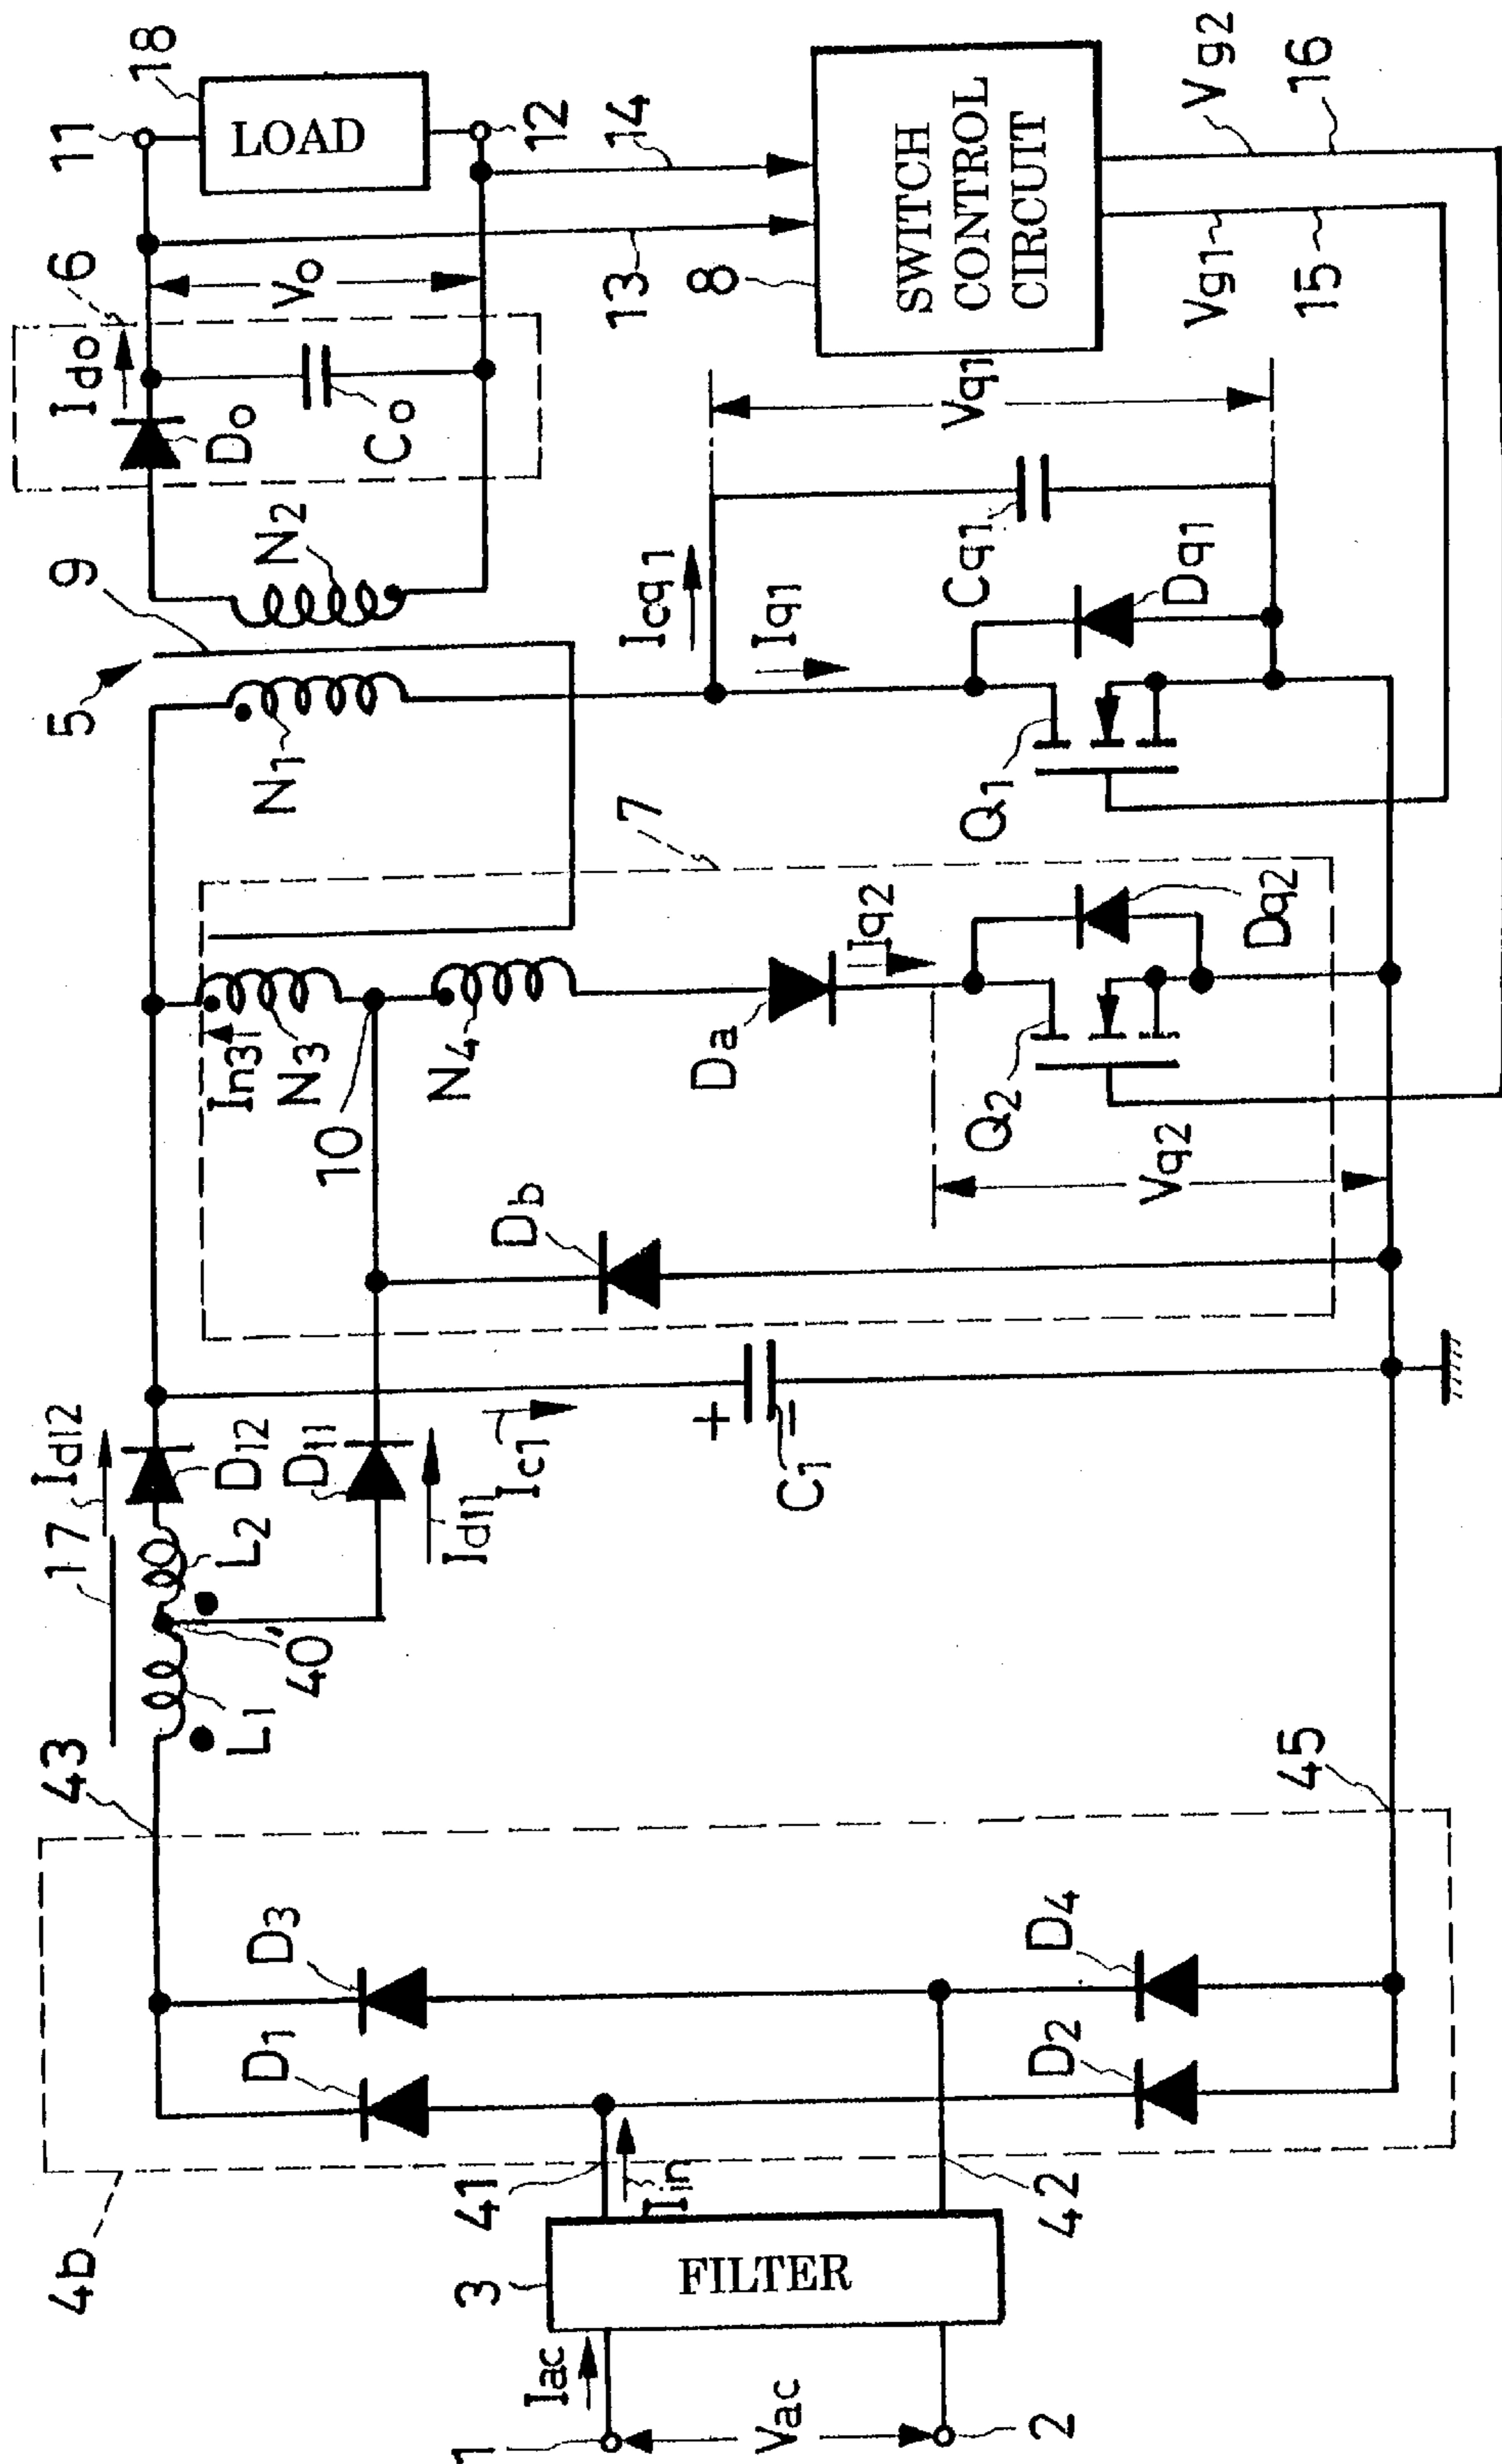 1
2
Vac
Iac
3
FILTER
41
Iin
42
4b
D1
D3
D2
D4
43
45
L1
40
L2
17
Id12
D12
D11
Id11
Ic1
C1
+
Db
10
In3
N3
N4
Da
Iq2
Q2
Dq2
Vq2
7
5
9
N1
N2
Icq1
Iq1
Q1
Cq1
Dq1
Vq1
Do
Ido
6
Co
Vo
11
12
18
LOAD
13
14
8
SWITCH
CONTROL
CIRCUIT
Vg1
15
Vg2
16